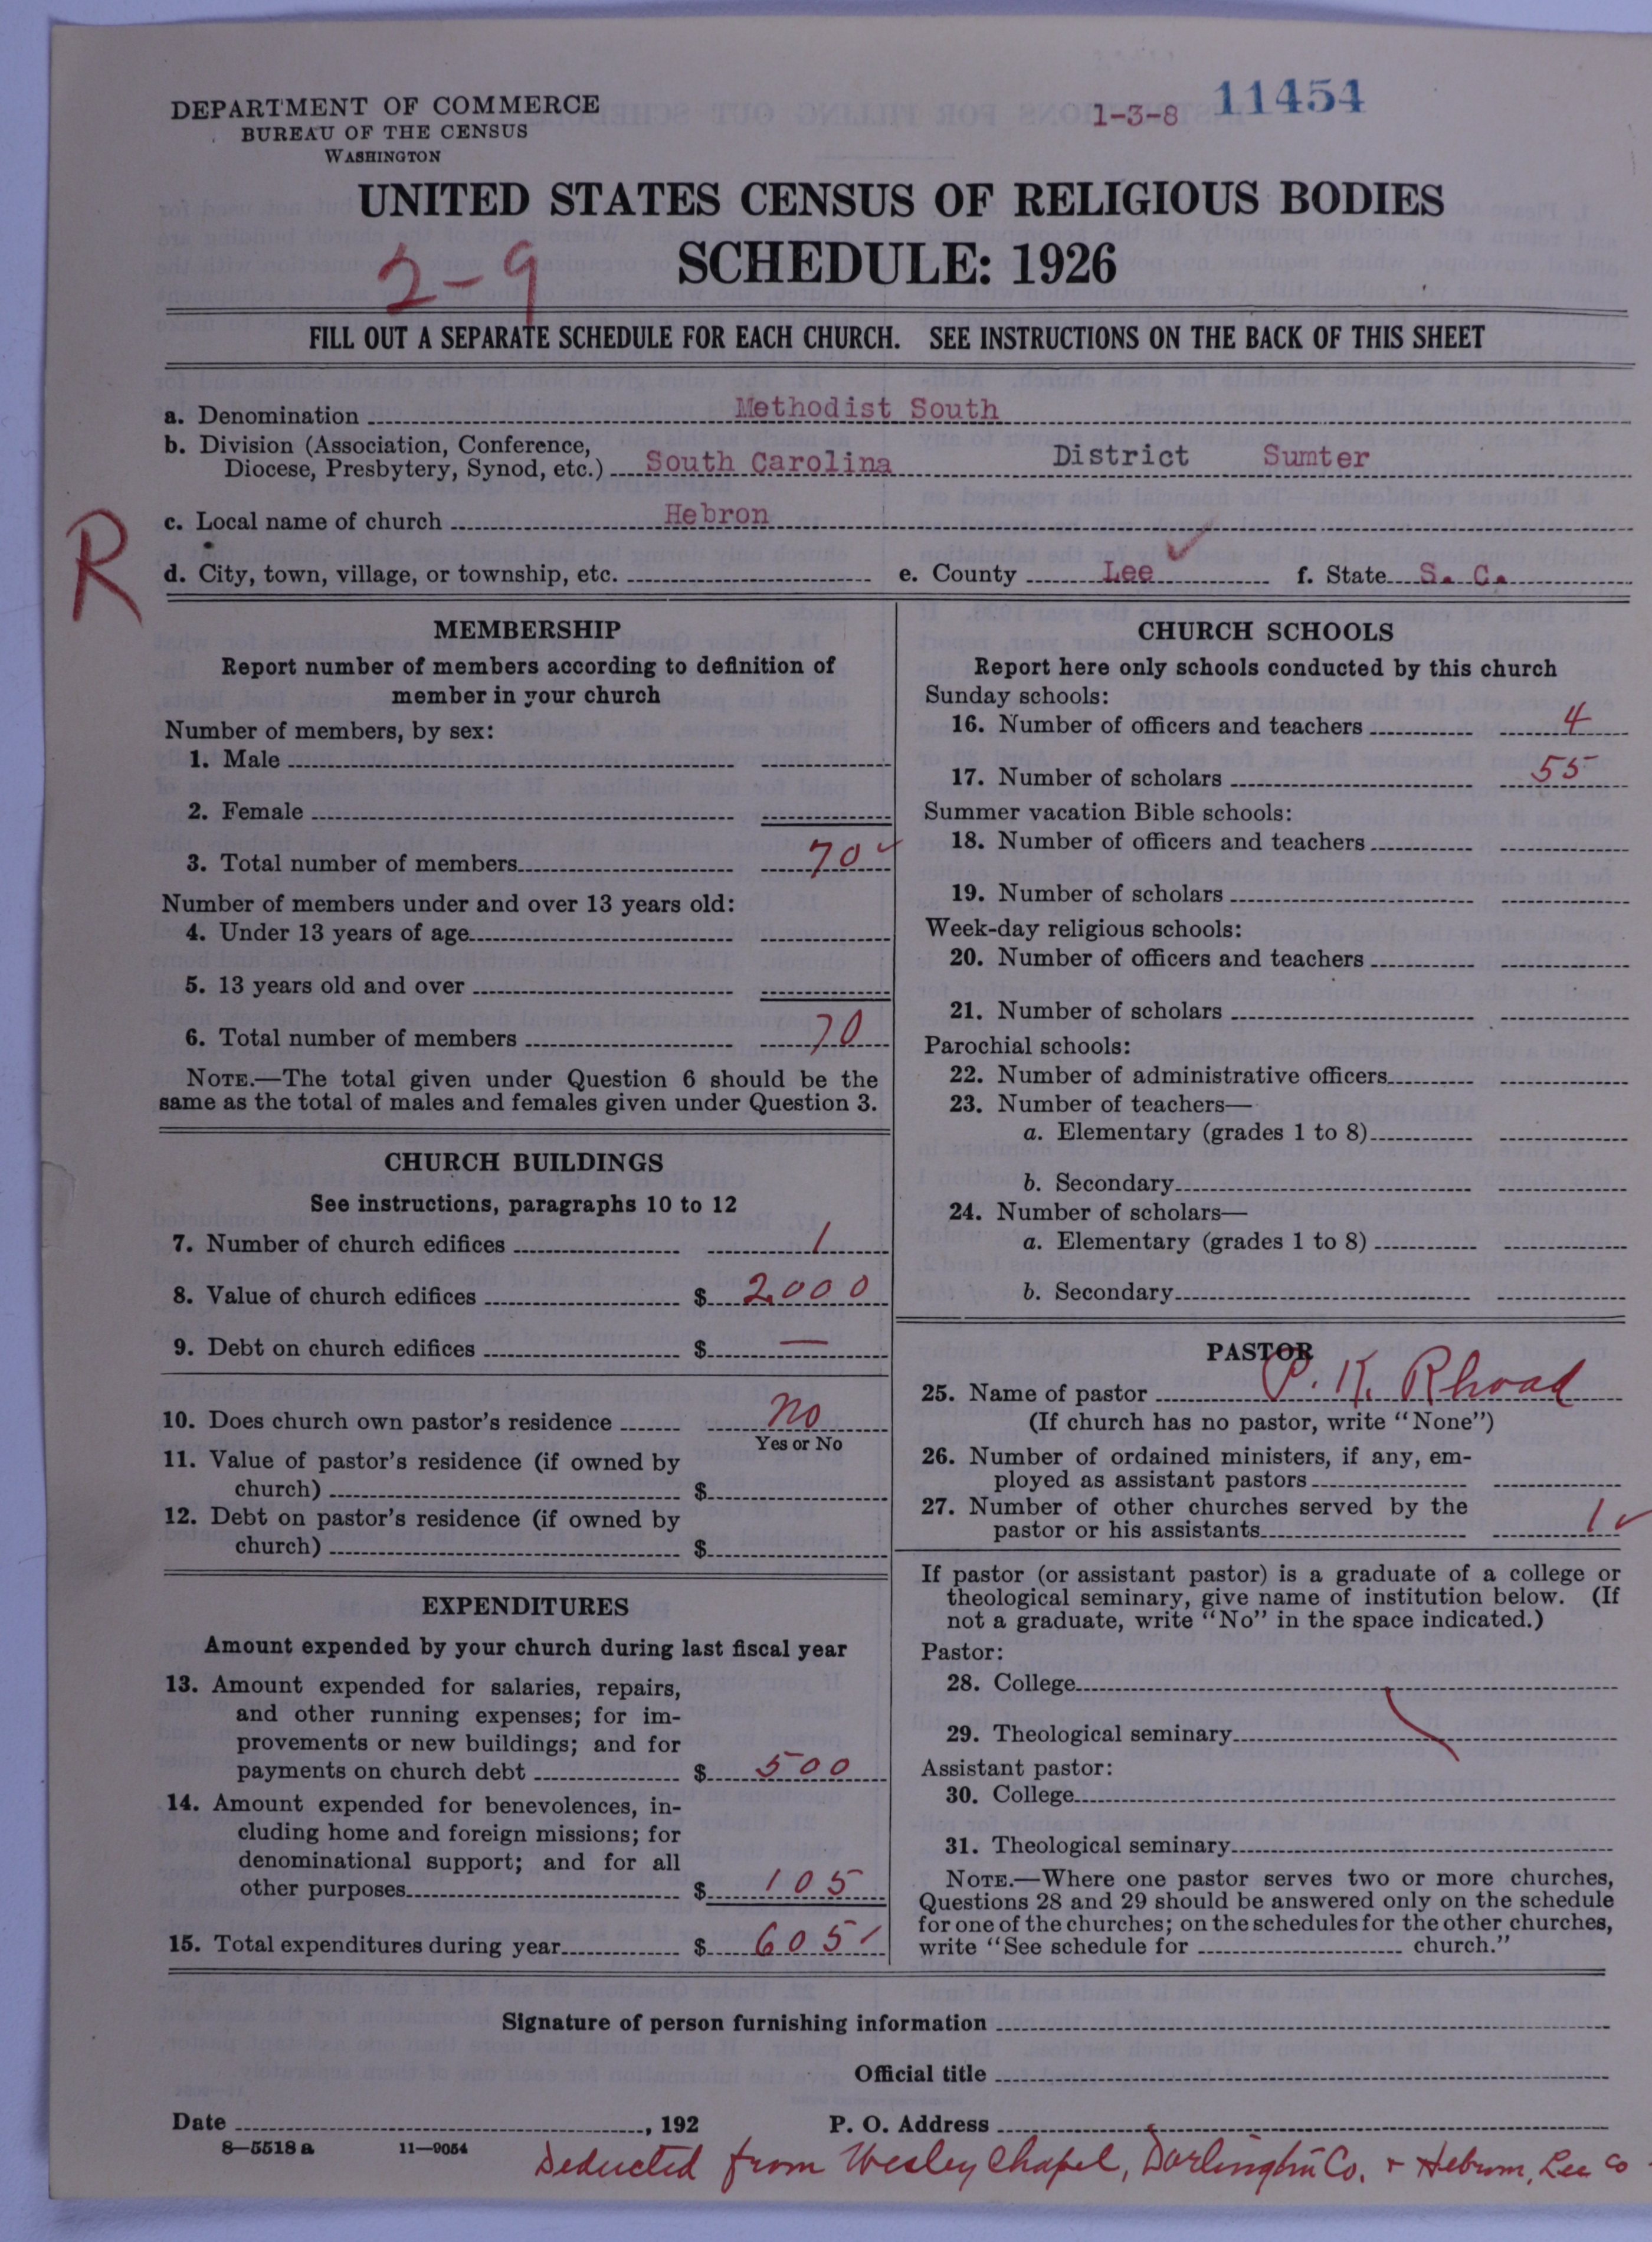 DEPARTMENT OF COMMERCE
BUREAU OF THE CENSUS
WASHINGTON
1-3-8 11454
UNITED STATES CENSUS OF RELIGIOUS BODIES
SCHEDULE: 1926
2-9
FILL OUT A SEPARATE SCHEDULE FOR EACH CHURCH. SEE INSTRUCTIONS ON THE BACK OF THIS SHEET
a. Denomination Methodist South
b. Division (Association, Conference,
Diocese, Presbytery, Synod, etc.) South Carolina District Sumter
c. Local name of church Hebron
R
d. City, town, village, or township, etc. e. County Lee ✓ f. State S. C.
MEMBERSHIP
Report number of members according to definition of
member in your church
Number of members, by sex:
1. Male
2. Female
3. Total number of members 70 ✓
Number of members under and over 13 years old:
4. Under 13 years of age
5. 13 years old and over
6. Total number of members 70
NOTE.—The total given under Question 6 should be the
same as the total of males and females given under Question 3.
CHURCH BUILDINGS
See instructions, paragraphs 10 to 12
7. Number of church edifices 1
8. Value of church edifices $ 2,000
9. Debt on church edifices $ —
10. Does church own pastor's residence no
Yes or No
11. Value of pastor's residence (if owned by
church) $
12. Debt on pastor's residence (if owned by
church) $
EXPENDITURES
Amount expended by your church during last fiscal year
13. Amount expended for salaries, repairs,
and other running expenses; for im-
provements or new buildings; and for
payments on church debt $ 500
14. Amount expended for benevolences, in-
cluding home and foreign missions; for
denominational support; and for all
other purposes $ 105
15. Total expenditures during year $ 605 ✓
CHURCH SCHOOLS
Report here only schools conducted by this church
Sunday schools:
16. Number of officers and teachers 4
17. Number of scholars 55
Summer vacation Bible schools:
18. Number of officers and teachers
19. Number of scholars
Week-day religious schools:
20. Number of officers and teachers
21. Number of scholars
Parochial schools:
22. Number of administrative officers
23. Number of teachers—
a. Elementary (grades 1 to 8)
b. Secondary
24. Number of scholars—
a. Elementary (grades 1 to 8)
b. Secondary
PASTOR
25. Name of pastor P. K. Rhoad
(If church has no pastor, write "None")
26. Number of ordained ministers, if any, em-
ployed as assistant pastors
27. Number of other churches served by the
pastor or his assistants 1 ✓
If pastor (or assistant pastor) is a graduate of a college or
theological seminary, give name of institution below. (If
not a graduate, write "No" in the space indicated.)
Pastor:
28. College
29. Theological seminary
Assistant pastor:
30. College
31. Theological seminary
NOTE.—Where one pastor serves two or more churches,
Questions 28 and 29 should be answered only on the schedule
for one of the churches; on the schedules for the other churches,
write "See schedule for church."
Signature of person furnishing information
Official title
Date , 192 P. O. Address
8—5518 a 11—9054
Deducted from Wesley Chapel, Darlington Co. + Hebron, Lee Co